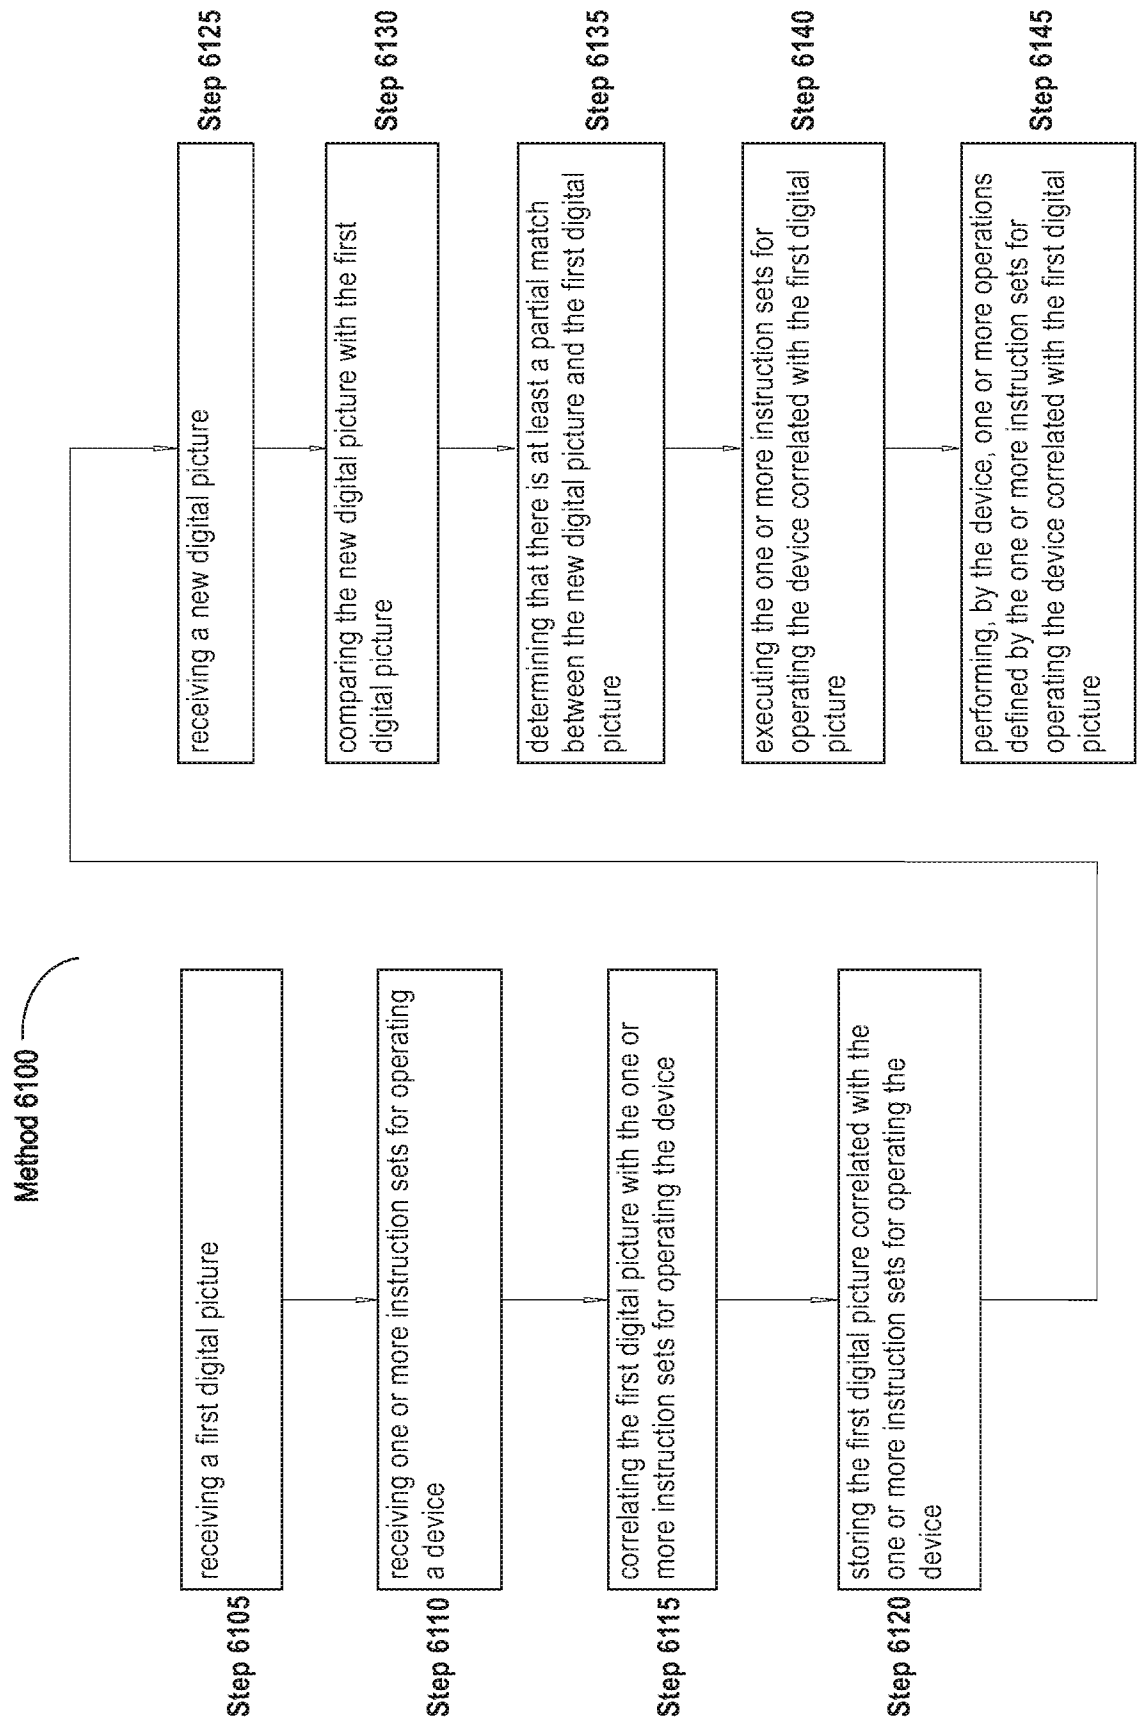 Method 6100
Step 6105
receiving a first digital picture
Step 6110
receiving one or more instruction sets for operating
a device
Step 6115
correlating the first digital picture with the one or
more instruction sets for operating the device
Step 6120
storing the first digital picture correlated with the
one or more instruction sets for operating the
device
receiving a new digital picture
Step 6125
comparing the new digital picture with the first
digital picture
Step 6130
determining that there is at least a partial match
between the new digital picture and the first digital
picture
Step 6135
executing the one or more instruction sets for
operating the device correlated with the first digital
picture
Step 6140
performing, by the device, one or more operations
defined by the one or more instruction sets for
operating the device correlated with the first digital
picture
Step 6145